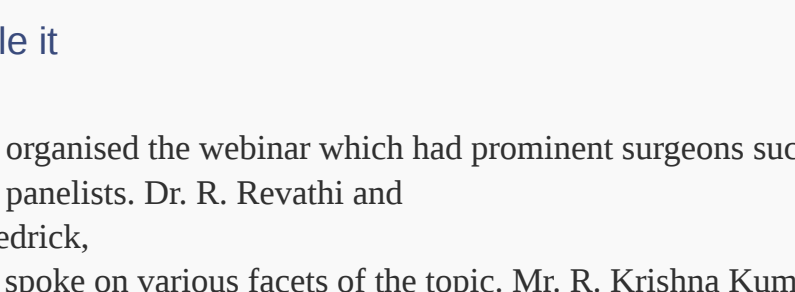 le it
organised the webinar which had prominent surgeons suc
panelists. Dr. R. Revathi and
edrick,
spoke on various facets of the topic. Mr. R. Krishna Kum